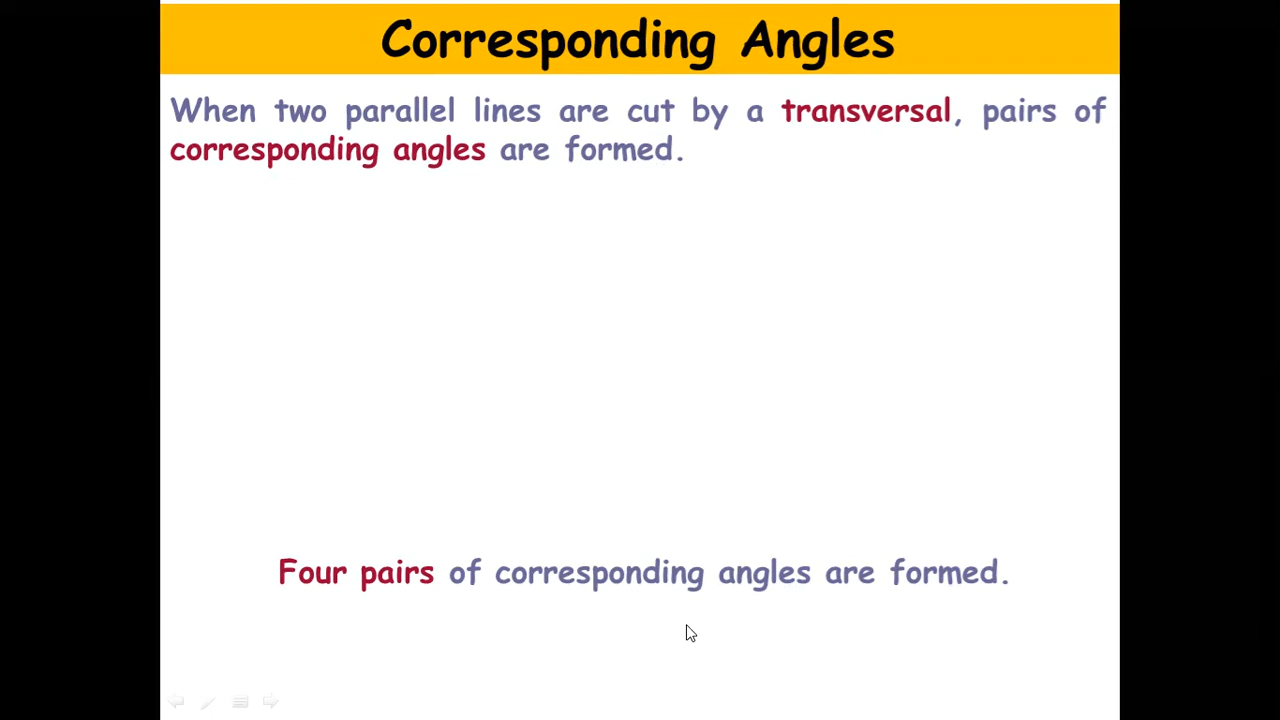 Corresponding Angles
When two parallel lines are cut by a transversal, pairs of
corresponding angles are formed.
Four pairs of corresponding angles are formed.